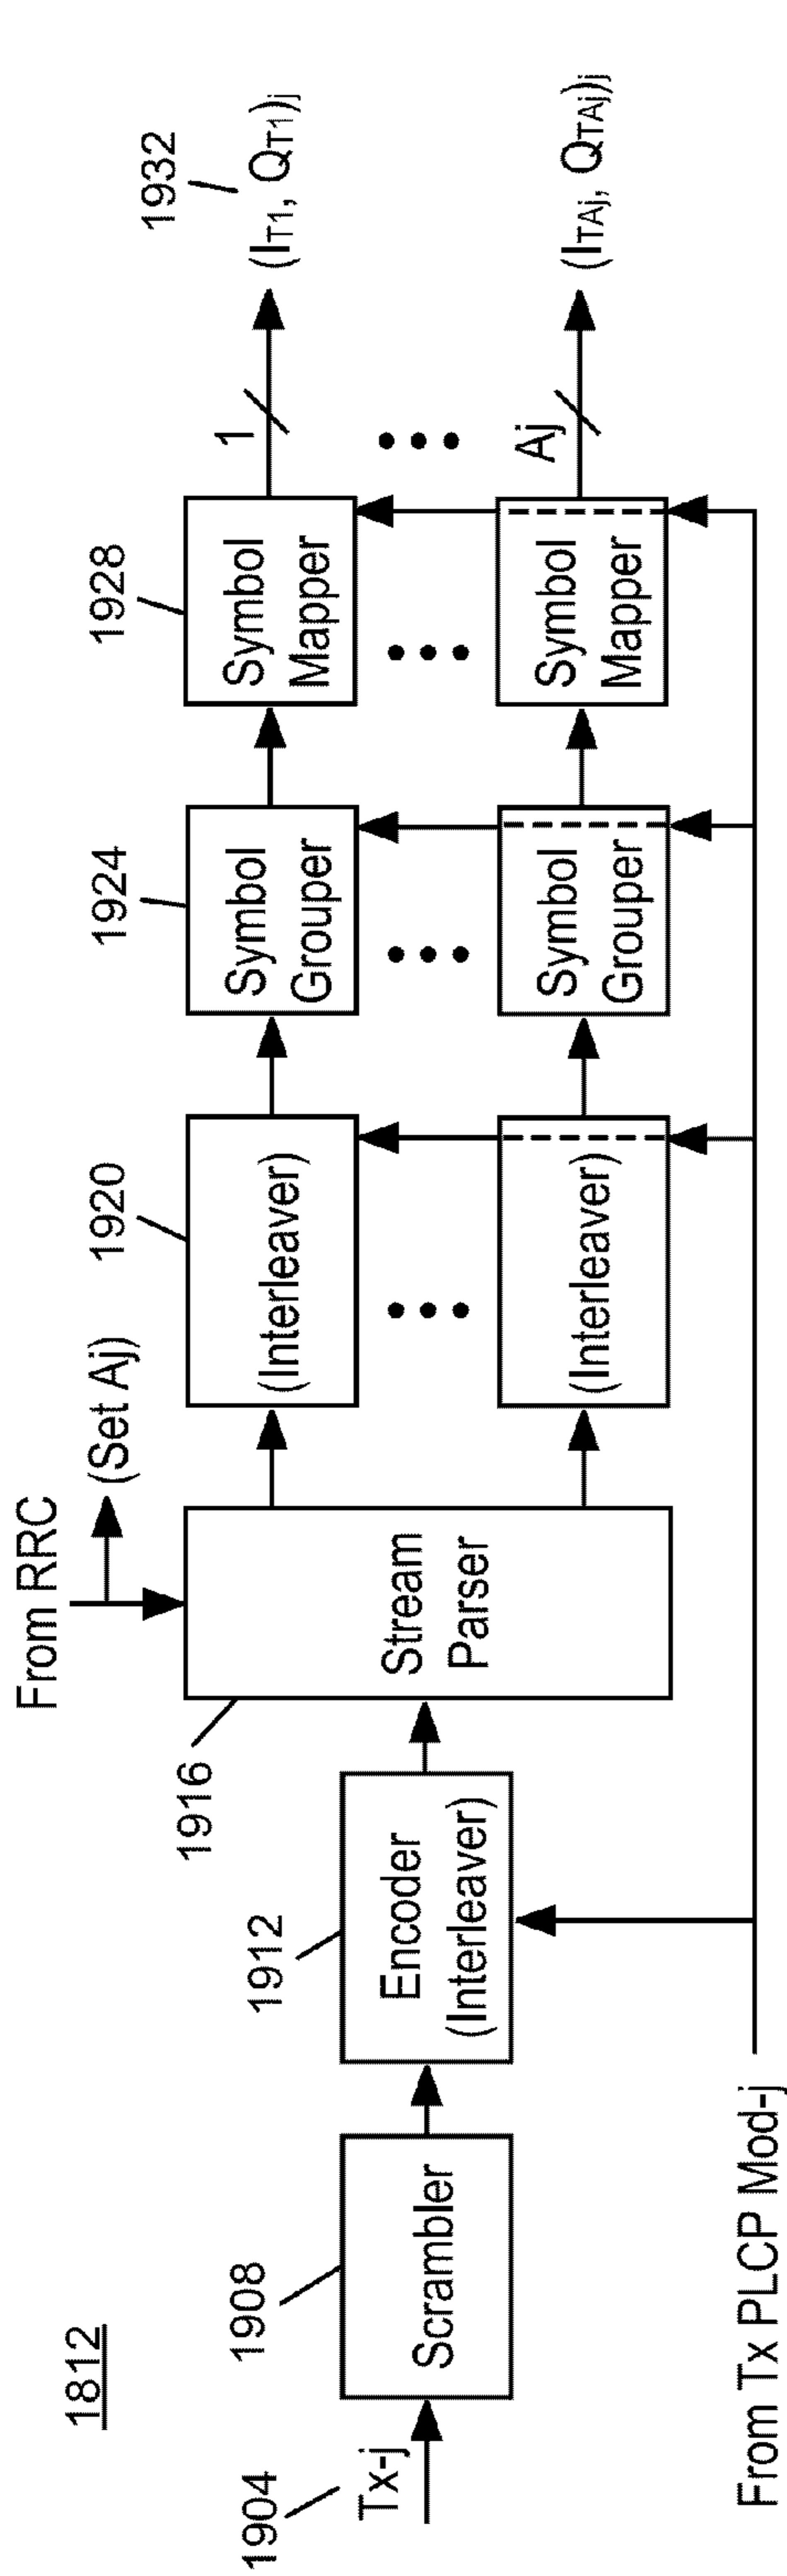 1812
1904
Tx-j
1908
Scrambler
1912
Encoder
(Interleaver)
1916
From RRC
(Set Aj)
Stream
Parser
1920
(Interleaver)
(Interleaver)
1924
Symbol
Grouper
Symbol
Grouper
1928
Symbol
Mapper
Symbol
Mapper
1
Aj
1932
(IT1, QT1)j
(ITAj, QTAj)j
From Tx PLCP Mod-j